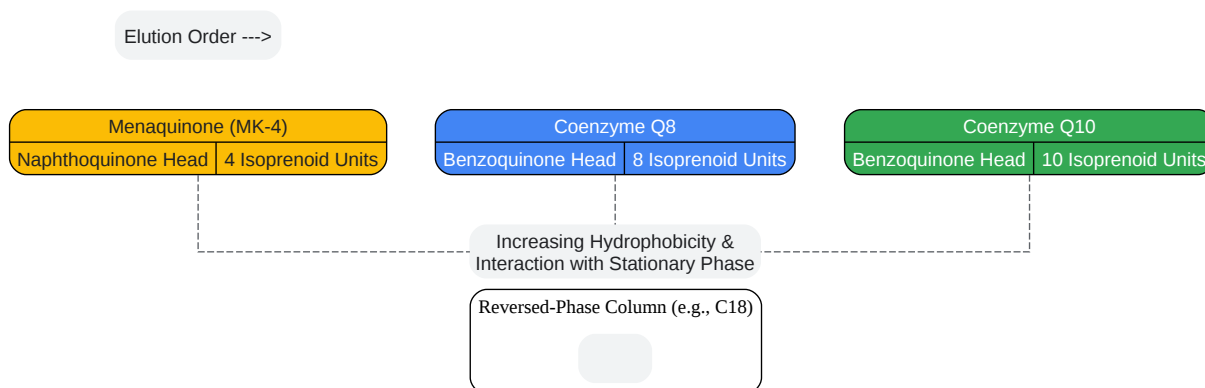 Elution Order --->
Menaquinone (MK-4)
Naphthoquinone Head
4 Isoprenoid Units
Coenzyme Q8
Benzoquinone Head
8 Isoprenoid Units
Coenzyme Q10
Benzoquinone Head
10 Isoprenoid Units
Increasing Hydrophobicity &
Interaction with Stationary Phase
Reversed-Phase Column (e.g., C18)